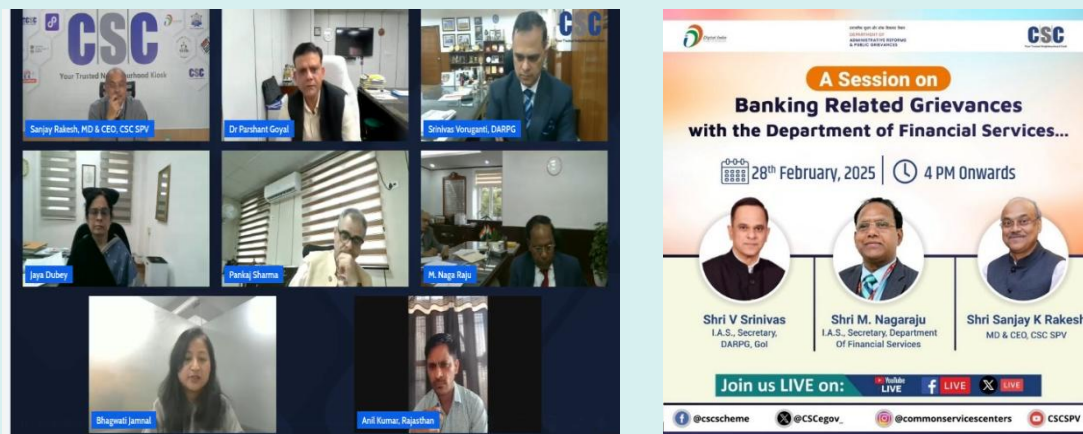 CSC
Your Trusted Neighbourhood Kiosk
CSC
Sanjay Rakesh, MD & CEO, CSC SPV
Dr Parshant Goyal
CSC
Srinivas Voruganti, DARPG
Jaya Dubey
Pankaj Sharma
M. Naga Raju
Bhagwati Jamnal
Anil Kumar, Rajasthan
Digital India
DEPARTMENT OF
ADMINISTRATIVE REFORMS
& PUBLIC GRIEVANCES
CSC
A Session on
Banking Related Grievances
with the Department of Financial Services...
28th February, 2025
4 PM Onwards
Shri V Srinivas
I.A.S., Secretary,
DARPG, GoI
Shri M. Nagaraju
I.A.S., Secretary, Department
Of Financial Services
Shri Sanjay K Rakesh
MD & CEO, CSC SPV
Join us LIVE on:
YouTube
LIVE
LIVE
LIVE
@cscscheme
@CSCegov_
@commonservicescenters
CSCSPV